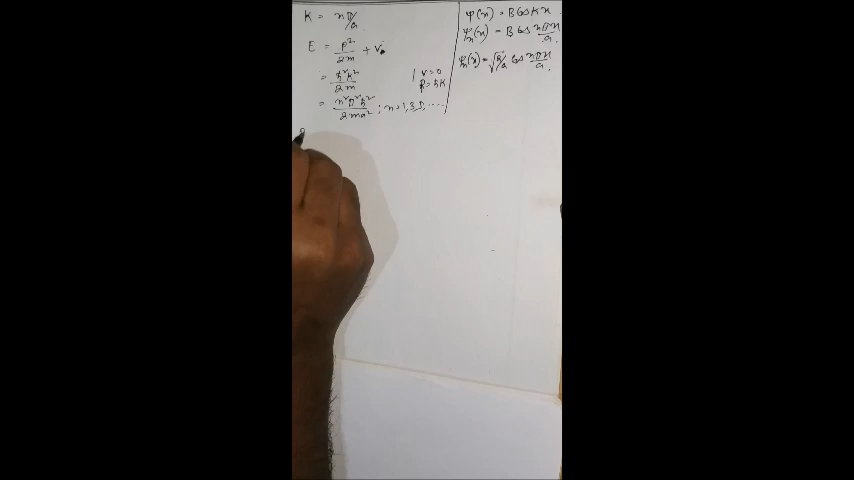 K = nπ/a
E = p²/2m + V
= ħ²k²/2m | V=0
p = ħK
= n²π²ħ²/2ma² ; n=1,3,5,....
ψ(x) = B Cos Kx
ψn(x) = B Cos nπx/a.
ψn(x) = √2/a Cos nπx/a.